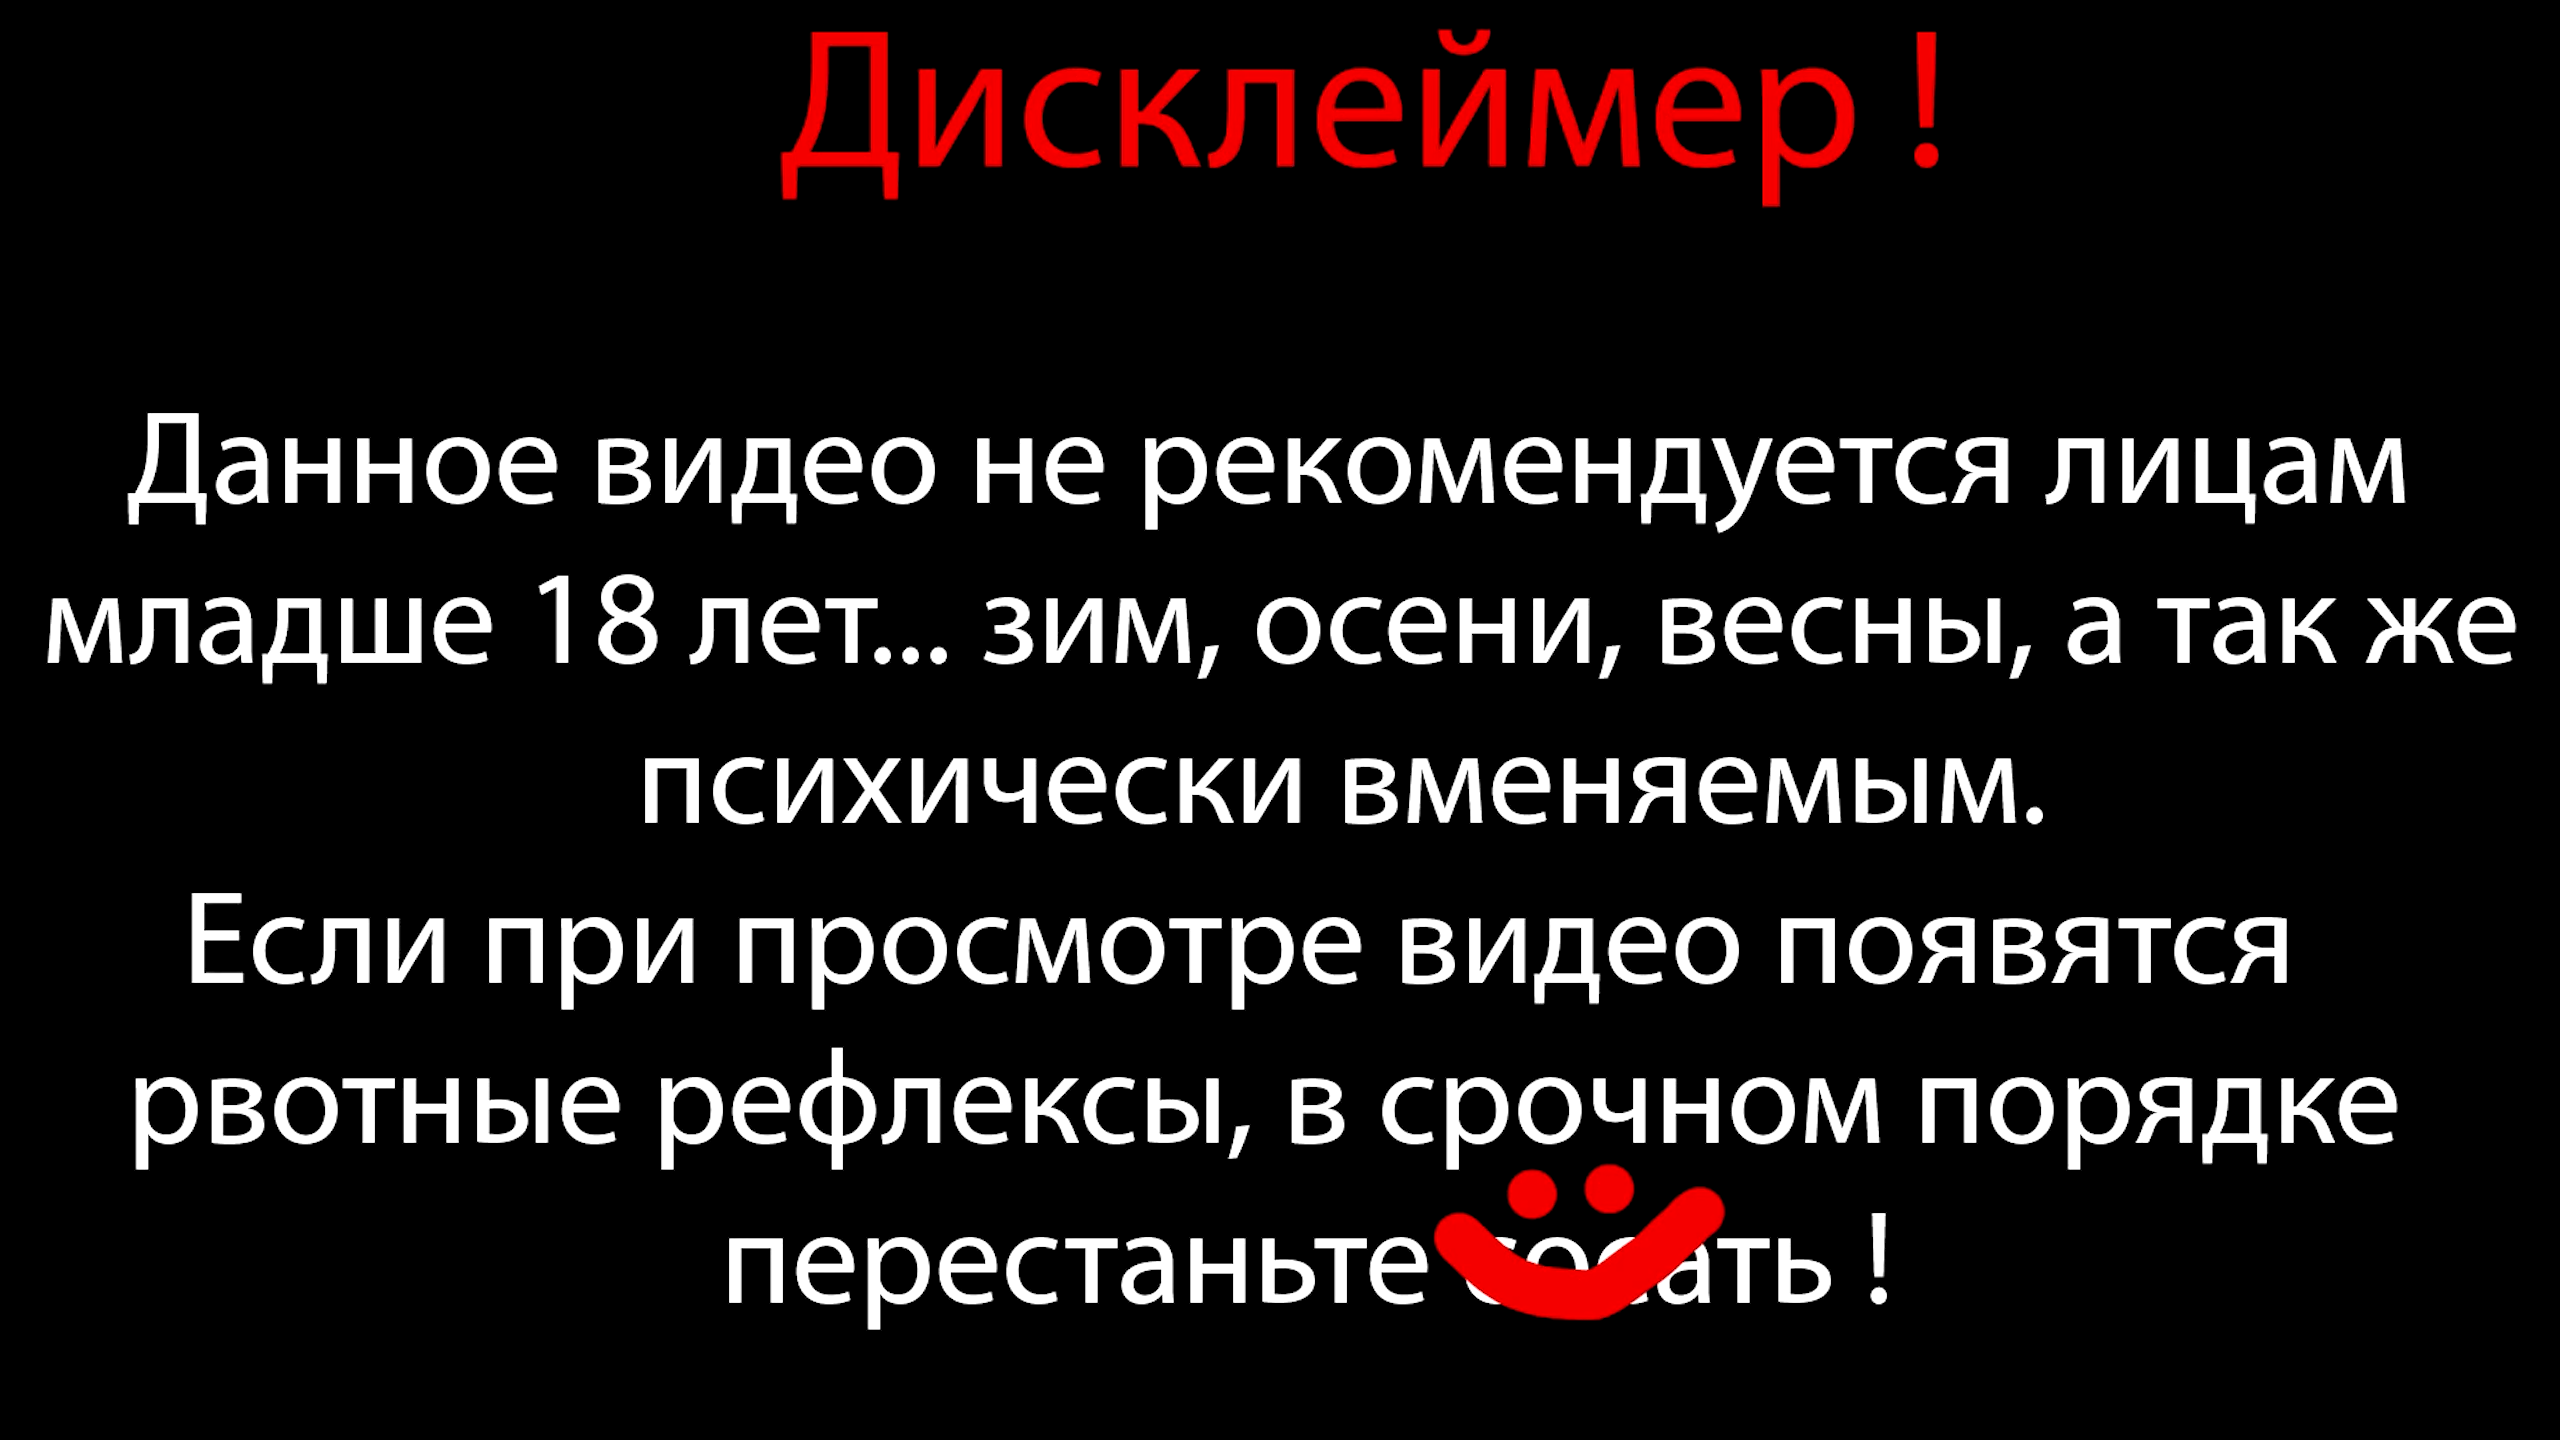 Дисклеймер !
Данное видео не рекомендуется лицам
младше 18 лет... зим, осени, весны, а так же
психически вменяемым.
Если при просмотре видео появятся
рвотные рефлексы, в срочном порядке
перестаньте сосать !